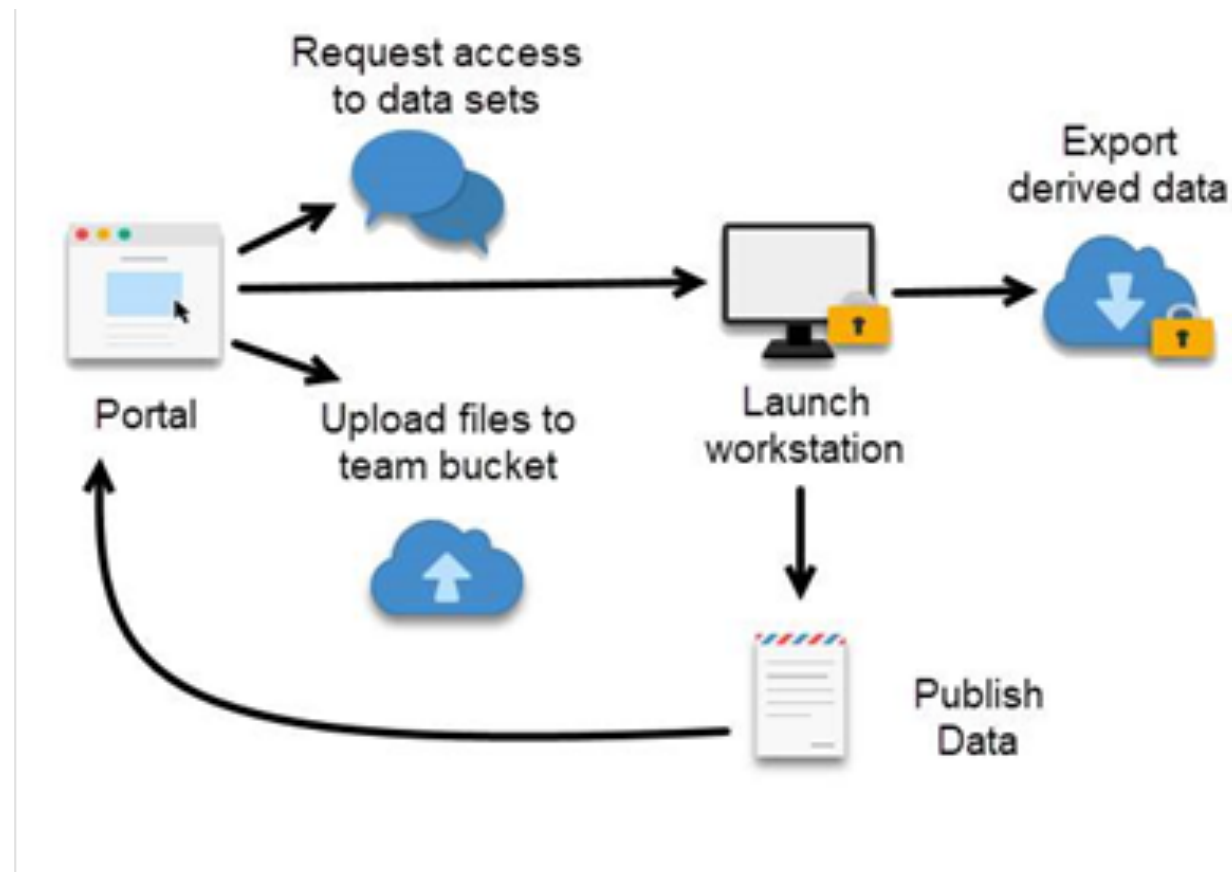 Request access
to data sets
Export
derived data
Portal
Upload files to
team bucket
Launch
workstation
Publish
Data